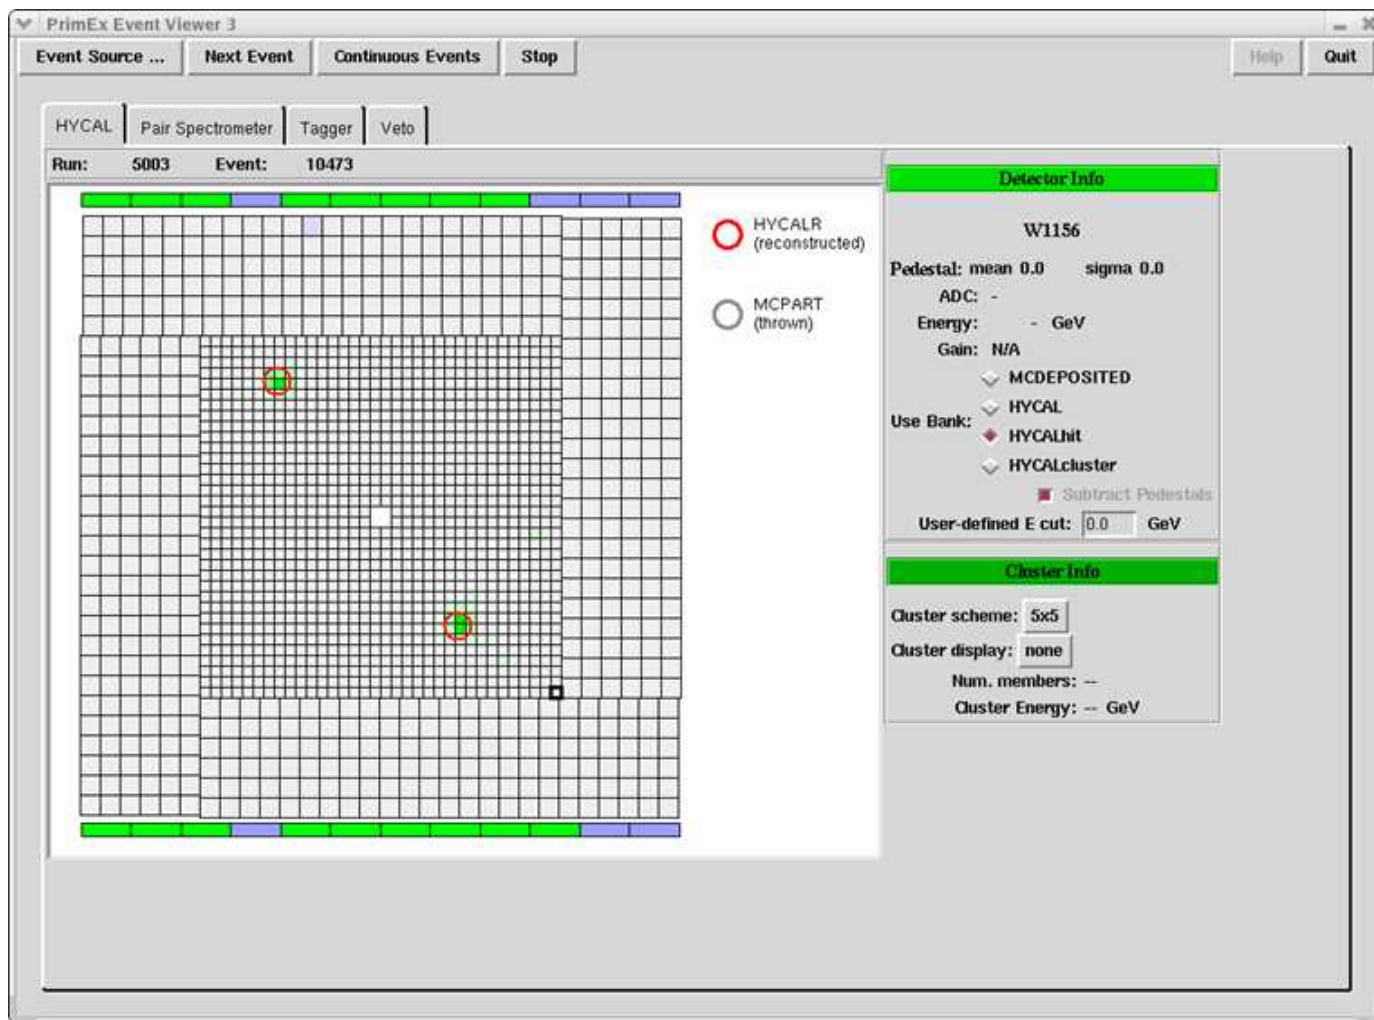 PrimEx Event Viewer 3
Event Source ... Next Event Continuous Events Stop Help Quit
HYCAL Pair Spectrometer Tagger Veto
Run: 5003 Event: 10473
HYCALR
(reconstructed)
MCPART
(thrown)
Detector Info
W1156
Pedestal: mean 0.0 sigma 0.0
ADC: -
Energy: - GeV
Gain: N/A
MCDEPOSITED
HYCAL
Use Bank:
HYCALhit
HYCALcluster
Subtract Pedestals
User-defined E cut: 0.0 GeV
Cluster Info
Cluster scheme: 5x5
Cluster display: none
Num. members: --
Cluster Energy: -- GeV